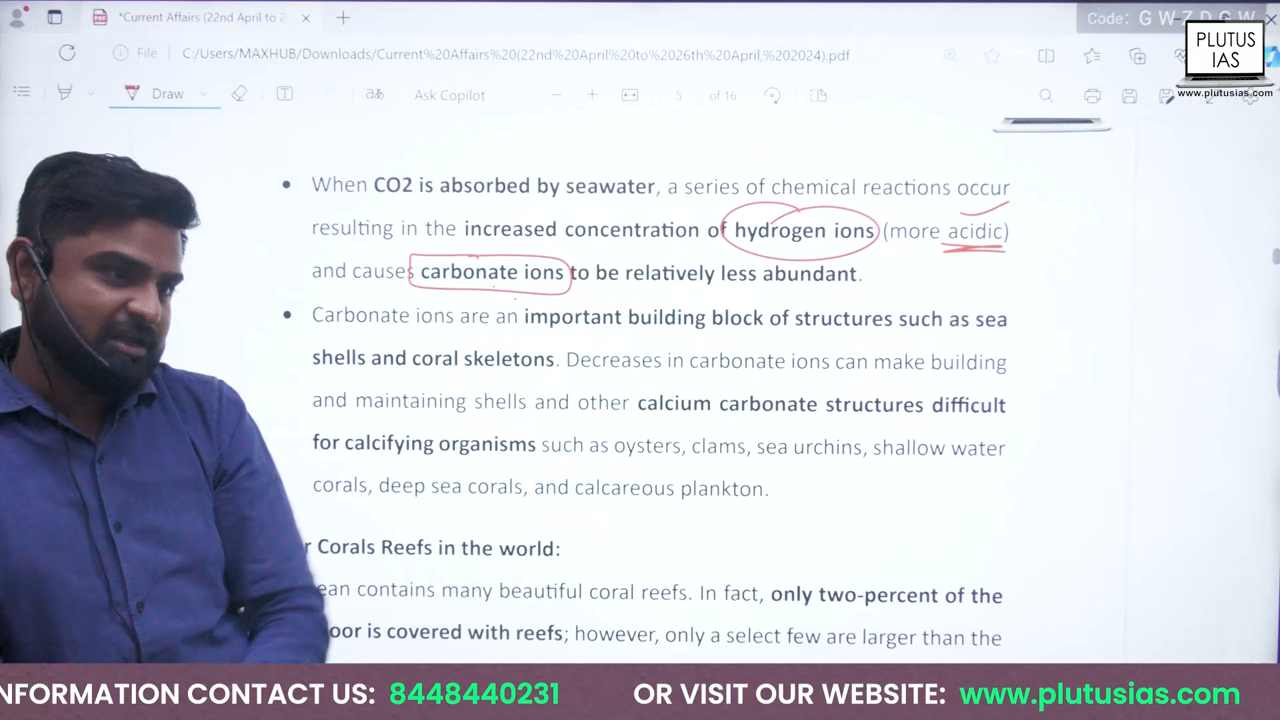 *Current Affairs (22nd April to 2
Code: G W Z D G W
File C:/Users/MAXHUB/Downloads/Current%20Affairs%20(22nd%20April%20to%2026th%20April,%202024).pdf
PLUTUS
IAS
www.plutusias.com
Draw
Ask Copilot
5 of 16
• When CO2 is absorbed by seawater, a series of chemical reactions occur
resulting in the increased concentration of hydrogen ions (more acidic)
and causes carbonate ions to be relatively less abundant.
• Carbonate ions are an important building block of structures such as sea
shells and coral skeletons. Decreases in carbonate ions can make building
and maintaining shells and other calcium carbonate structures difficult
for calcifying organisms such as oysters, clams, sea urchins, shallow water
corals, deep sea corals, and calcareous plankton.
r Corals Reefs in the world:
ean contains many beautiful coral reefs. In fact, only two-percent of the
oor is covered with reefs; however, only a select few are larger than the
NFORMATION CONTACT US: 8448440231 OR VISIT OUR WEBSITE: www.plutusias.com